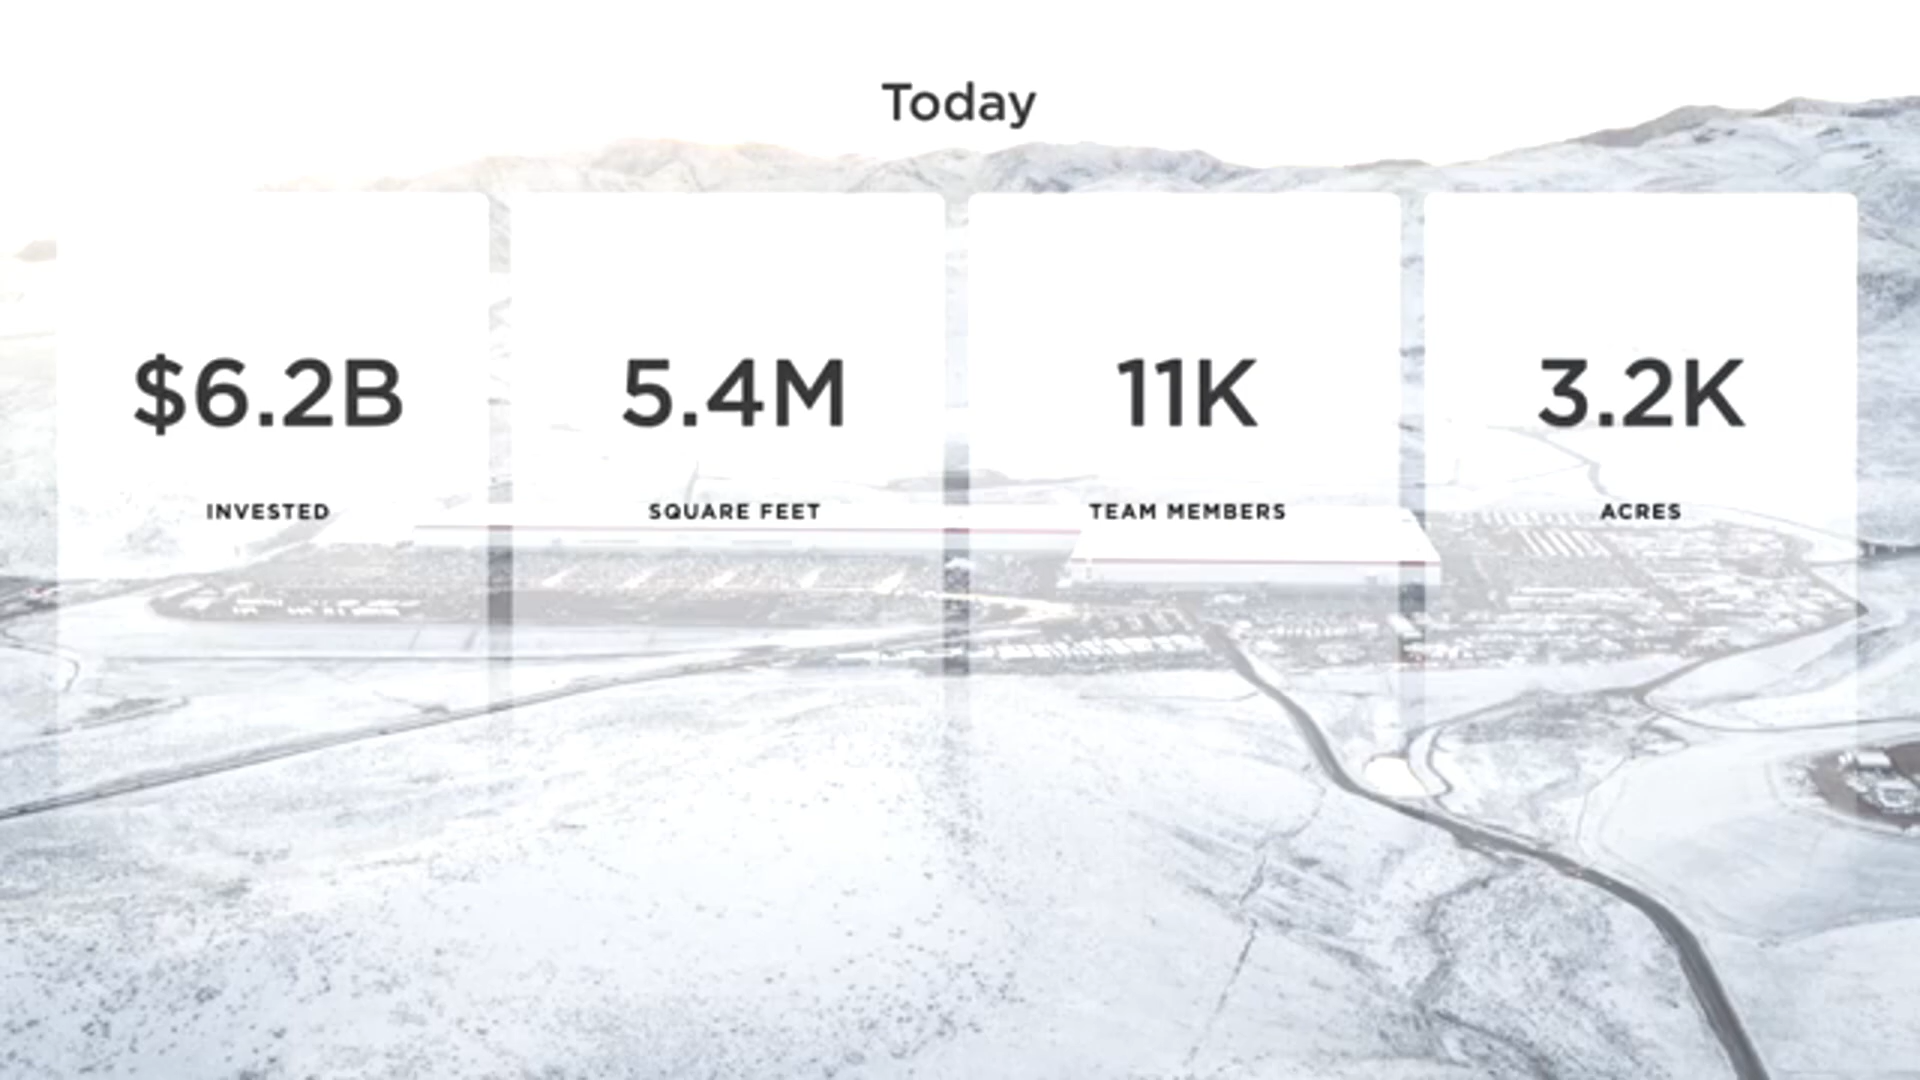 Today
$6.2B
INVESTED
5.4M
SQUARE FEET
11K
TEAM MEMBERS
3.2K
ACRES